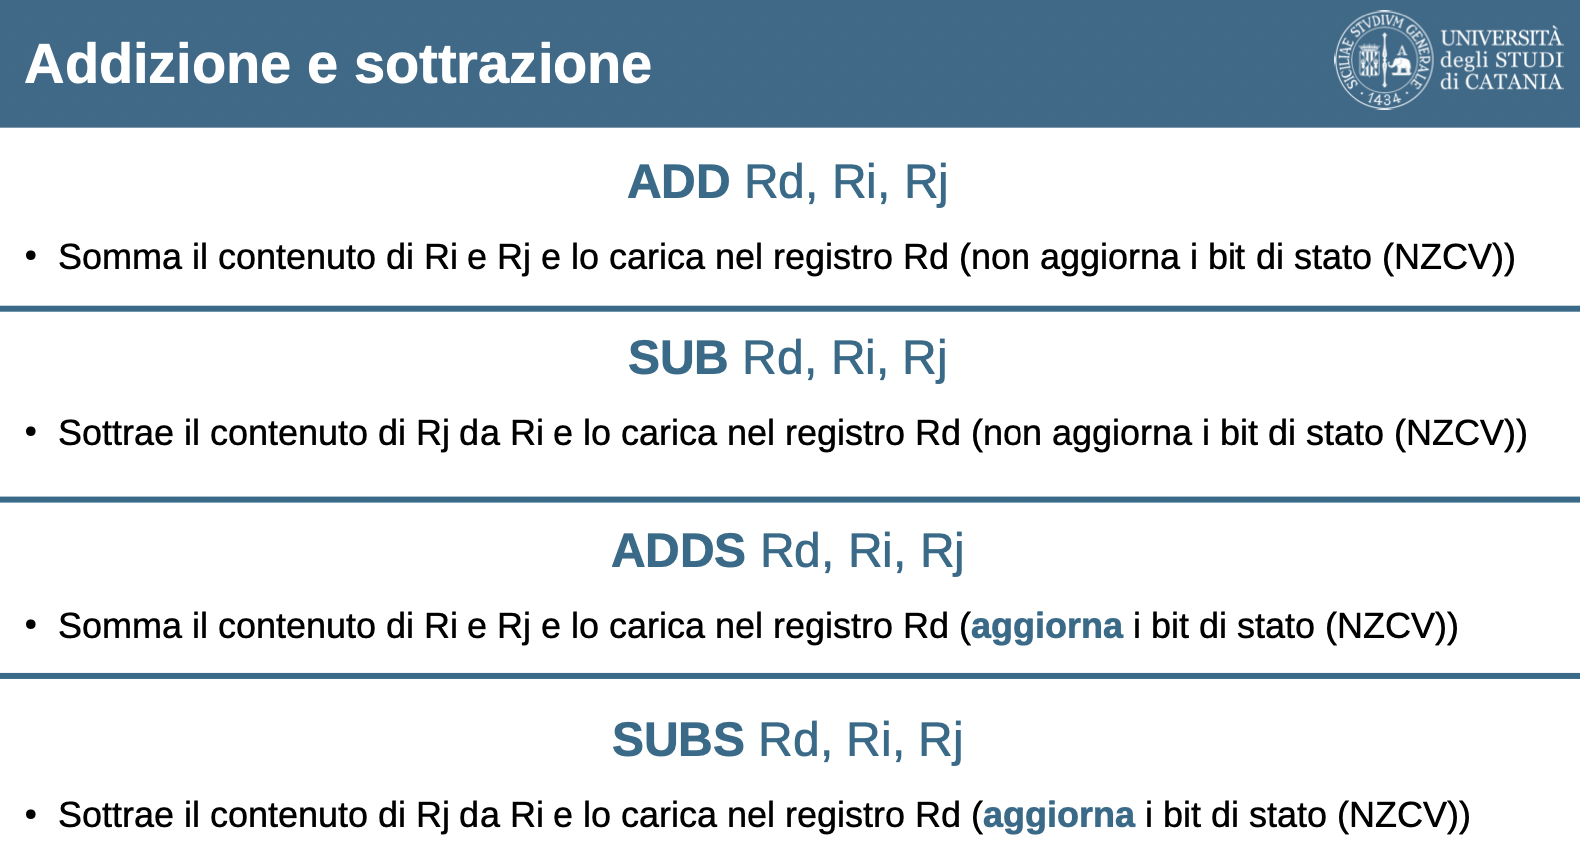 Addizione e sottrazione
SICILIAE STVDIVM GENERALE
1434
UNIVERSITÀ
degli STUDI
di CATANIA
ADD Rd, Ri, Rj
• Somma il contenuto di Ri e Rj e lo carica nel registro Rd (non aggiorna i bit di stato (NZCV))
SUB Rd, Ri, Rj
• Sottrae il contenuto di Rj da Ri e lo carica nel registro Rd (non aggiorna i bit di stato (NZCV))
ADDS Rd, Ri, Rj
• Somma il contenuto di Ri e Rj e lo carica nel registro Rd (aggiorna i bit di stato (NZCV))
SUBS Rd, Ri, Rj
• Sottrae il contenuto di Rj da Ri e lo carica nel registro Rd (aggiorna i bit di stato (NZCV))